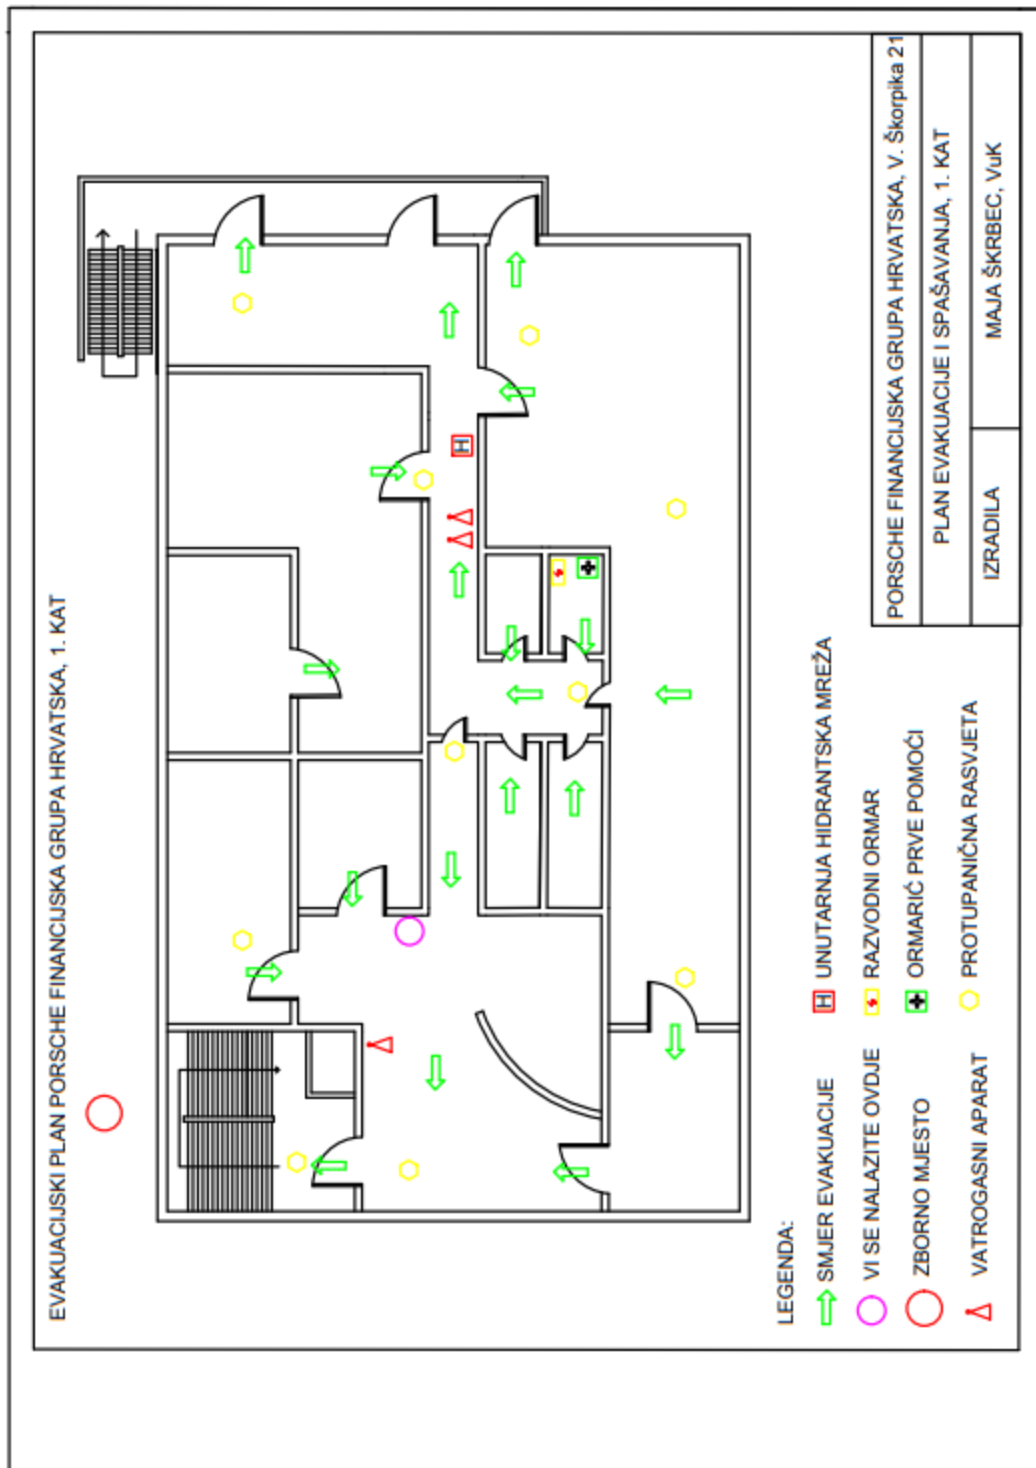 EVAKUACIJSKI PLAN PORSCHE FINANCIJSKA GRUPA HRVATSKA, 1. KAT
H
LEGENDA:
SMJER EVAKUACIJE
H UNUTARNJA HIDRANTSKA MREŽA
VI SE NALAZITE OVDJE
RAZVODNI ORMAR
ZBORNO MJESTO
ORMARIĆ PRVE POMOĆI
VATROGASNI APARAT
PROTUPANIČNA RASVJETA
PORSCHE FINANCIJSKA GRUPA HRVATSKA, V. Škorpika 21
PLAN EVAKUACIJE I SPAŠAVANJA, 1. KAT
IZRADILA
MAJA ŠKRBEC, VuK